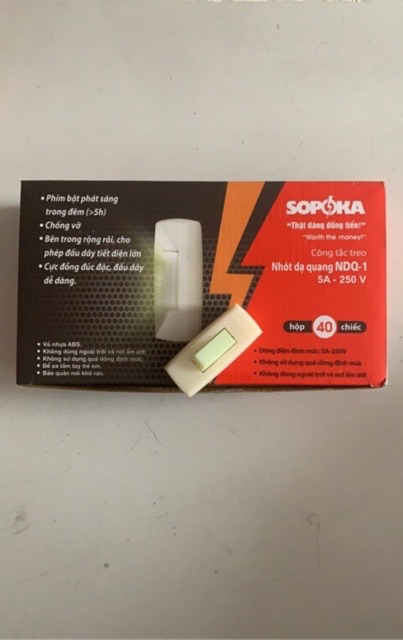 • Phím bật phát sáng
trong đêm (>5h)
• Chống vỡ
• Bên trong rộng rãi, cho
phép đấu dây tiết diện lớn
• Cực đồng đúc đặc, đấu dây
dễ dàng.
• Vỏ nhựa ABS.
• Không dùng ngoài trời và nơi ẩm ướt.
• Không sử dụng quá dòng định mức.
• Để xa tầm tay trẻ em.
• Bảo quản nơi khô ráo.
SOPOKA
"Thật đáng đồng tiền!"
"Worth the money!"
Công tắc treo
Nhót dạ quang NDQ-1
5A - 250 V
hộp 40 chiếc
• Dòng điện định mức: 5A-250V
• Không sử dụng quá dòng định mức
• Không dùng ngoài trời và nơi ẩm ướt